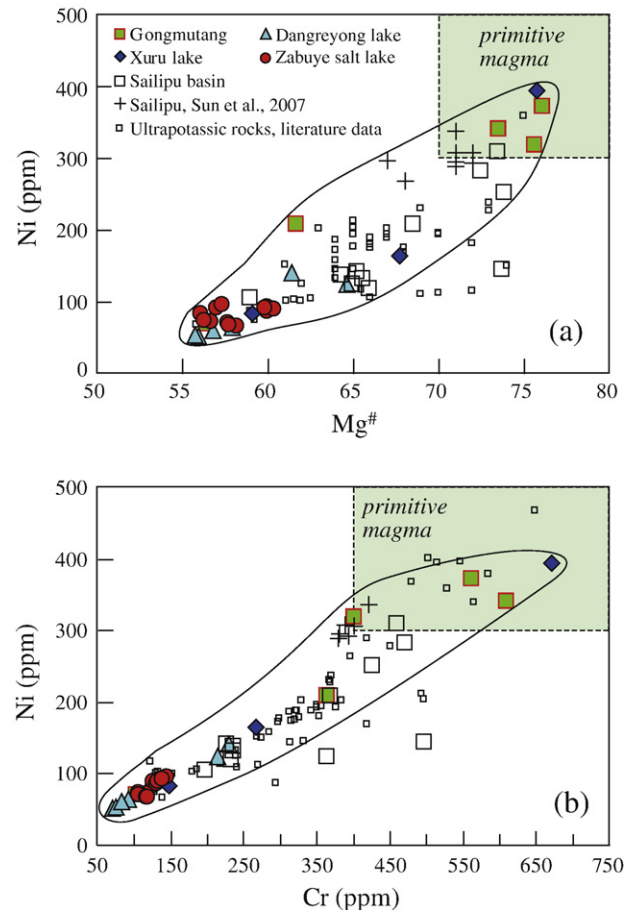 Gongmutang
Dangreyong lake
Xuru lake
Zabuye salt lake
Sailipu basin
Sailipu, Sun et al., 2007
Ultrapotassic rocks, literature data
primitive
magma
500
400
300
200
100
0
Ni (ppm)
(a)
50 55 60 65 70 75 80
Mg#
500
400
300
200
100
0
Ni (ppm)
primitive
magma
(b)
50 150 250 350 450 550 650 750
Cr (ppm)